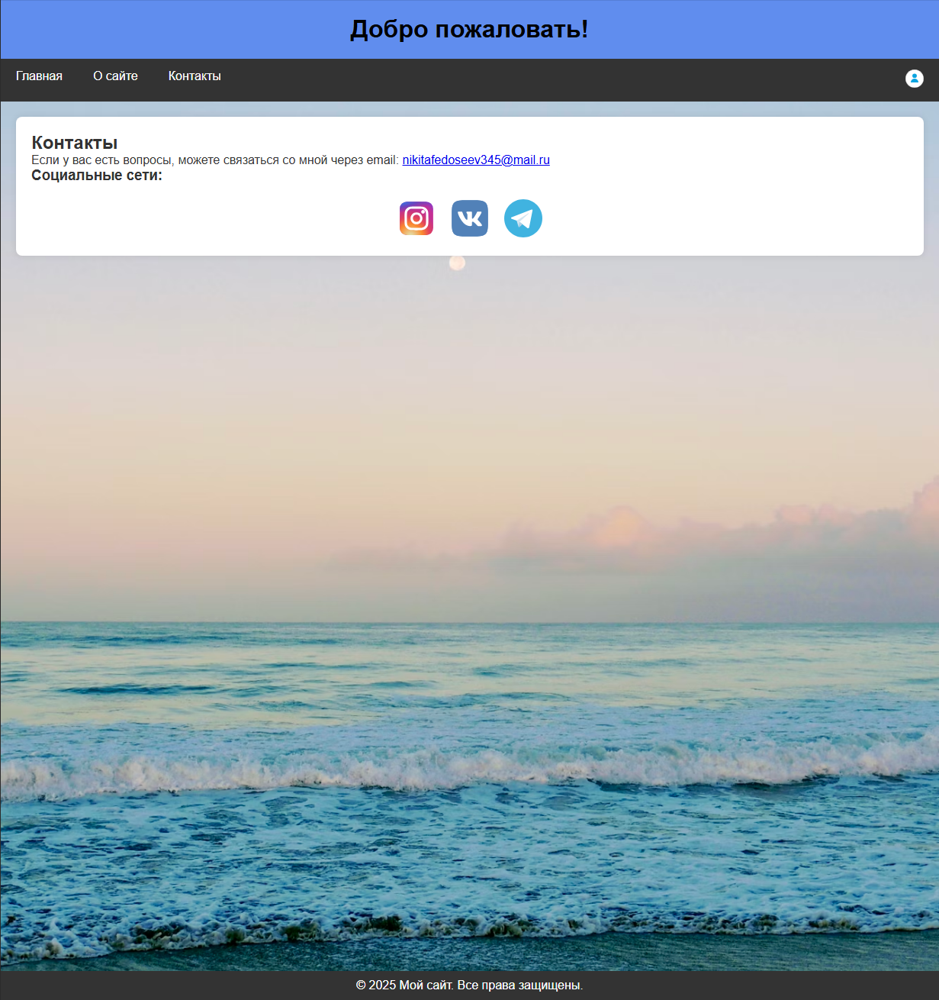 Добро пожаловать!
Главная О сайте Контакты
Контакты
Если у вас есть вопросы, можете связаться со мной через email: nikitafedoseev345@mail.ru
Социальные сети:
© 2025 Мой сайт. Все права защищены.